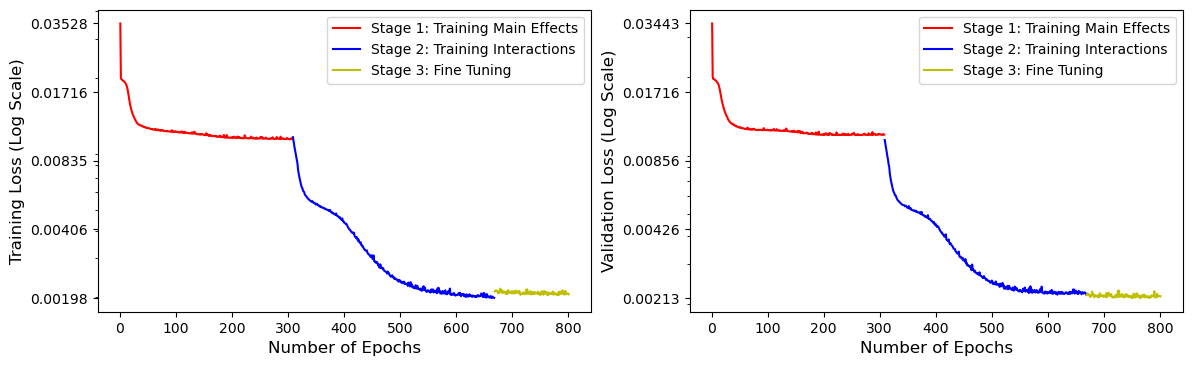 Training Loss (Log Scale)
0.03528
0.01716
0.00835
0.00406
0.00198
Stage 1: Training Main Effects
Stage 2: Training Interactions
Stage 3: Fine Tuning
0 100 200 300 400 500 600 700 800
Number of Epochs
Validation Loss (Log Scale)
0.03443
0.01716
0.00856
0.00426
0.00213
Stage 1: Training Main Effects
Stage 2: Training Interactions
Stage 3: Fine Tuning
0 100 200 300 400 500 600 700 800
Number of Epochs